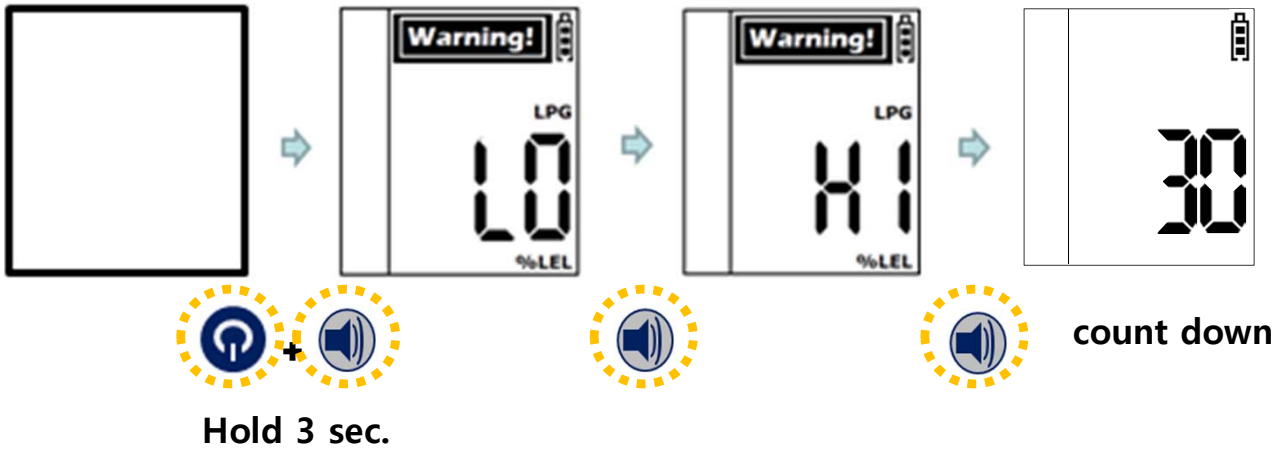 Warning!
LPG
LO
%LEL
Warning!
LPG
HI
%LEL
30
+
count down
Hold 3 sec.